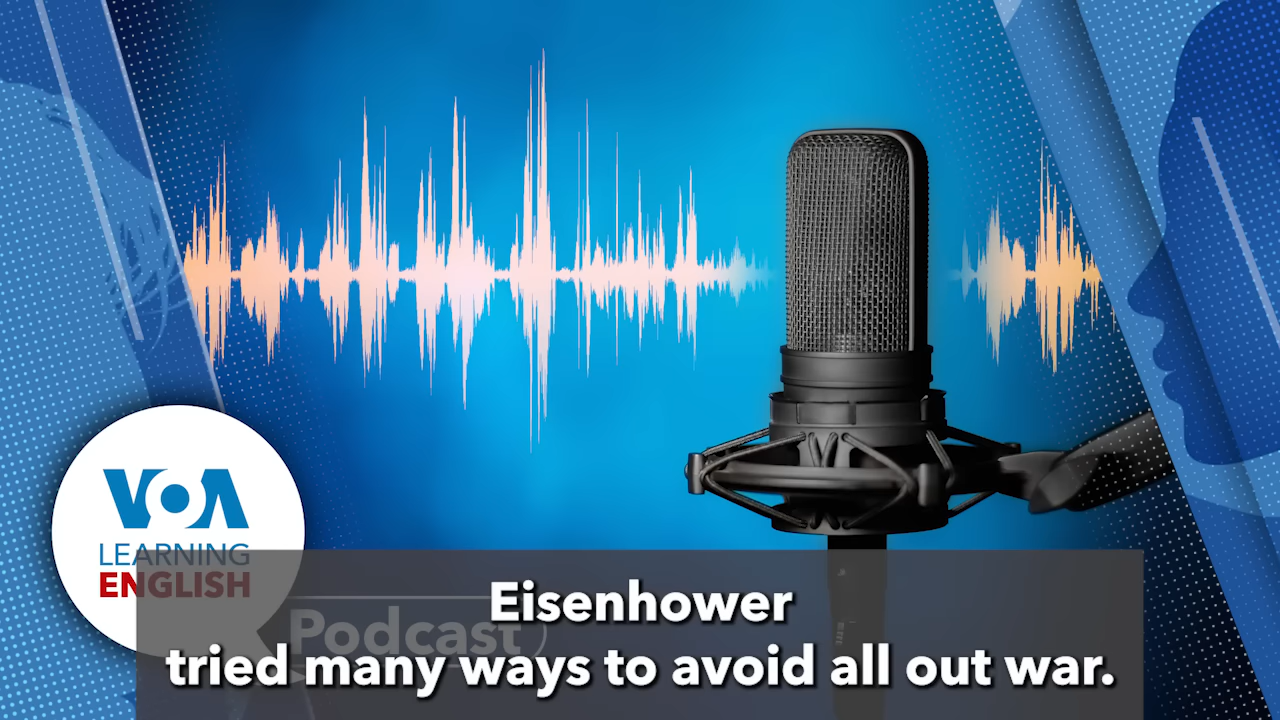 VOA
LEARNING
ENGLISH
Podcast
Eisenhower
tried many ways to avoid all out war.